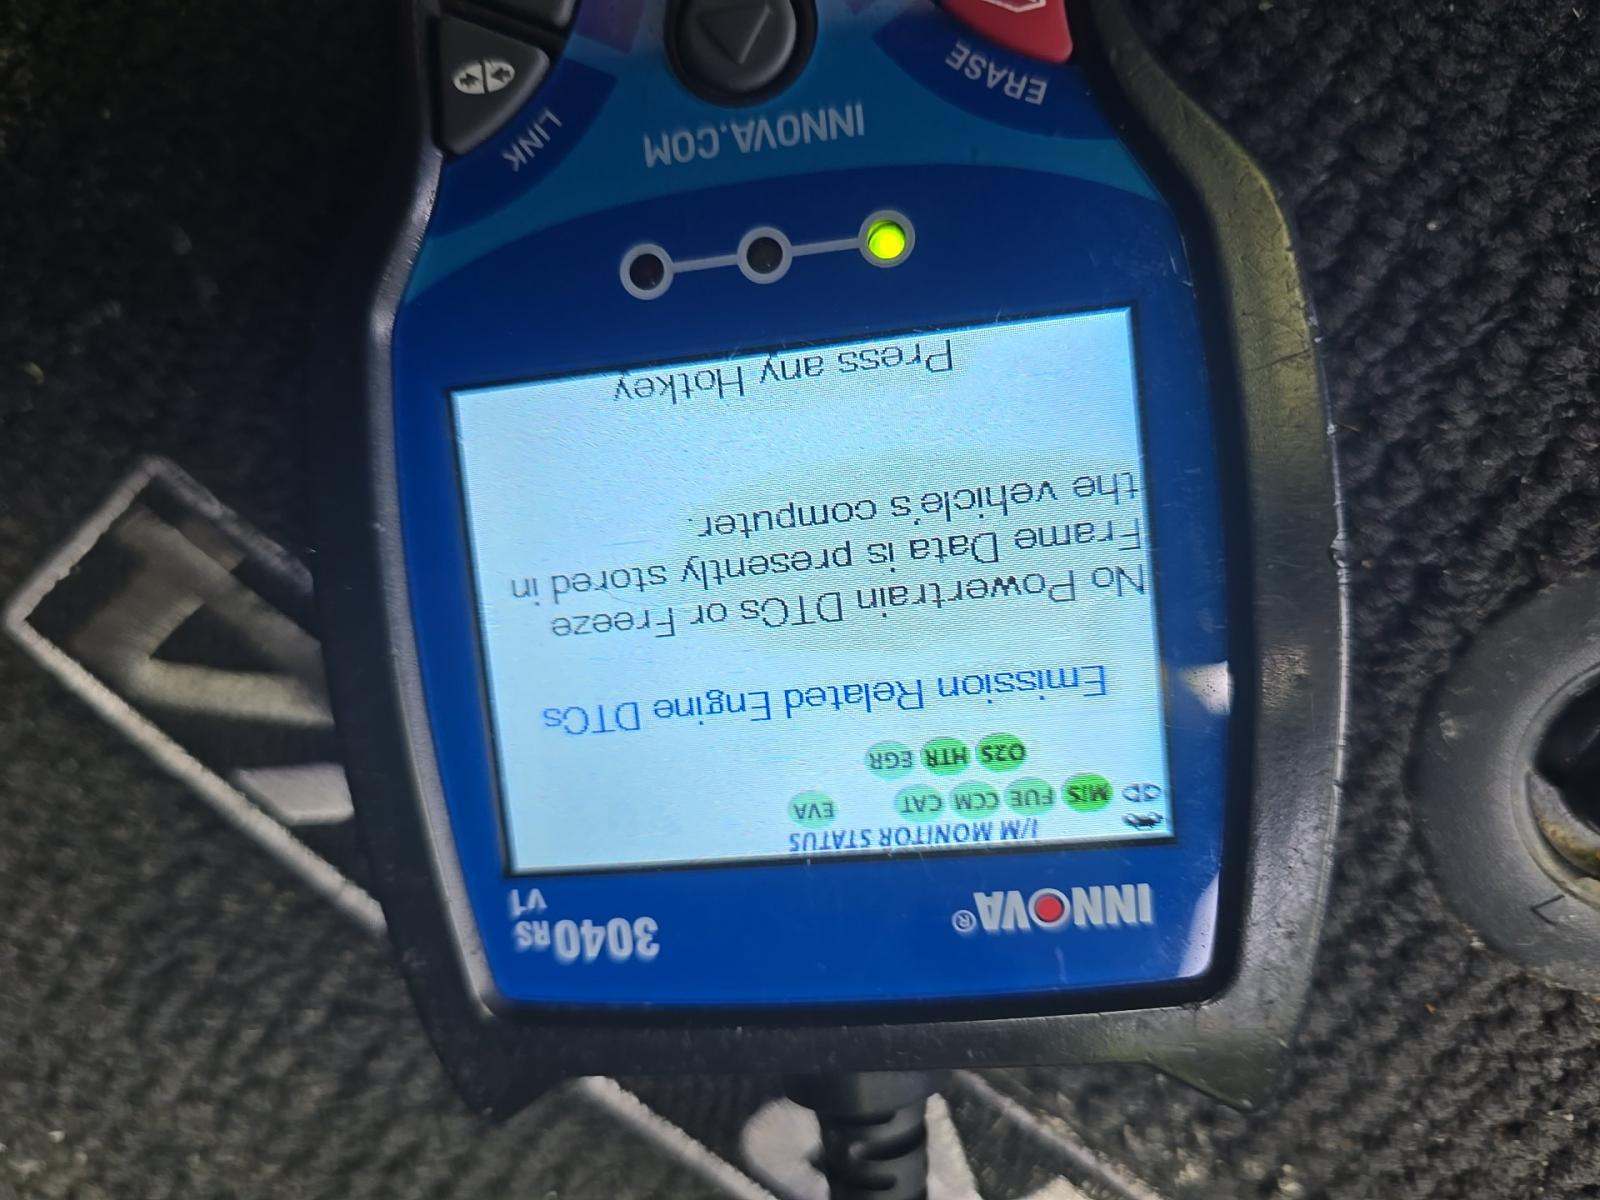 INNOVA®
3040RS
V1
I/M MONITOR STATUS
MIS FUE CCM CAT EVA
O2S HTR EGR
Emission Related Engine DTCs
No Powertrain DTCs or Freeze
Frame Data is presently stored in
the vehicle's computer.
Press any Hotkey
INNOVA.COM
ERASE
LINK